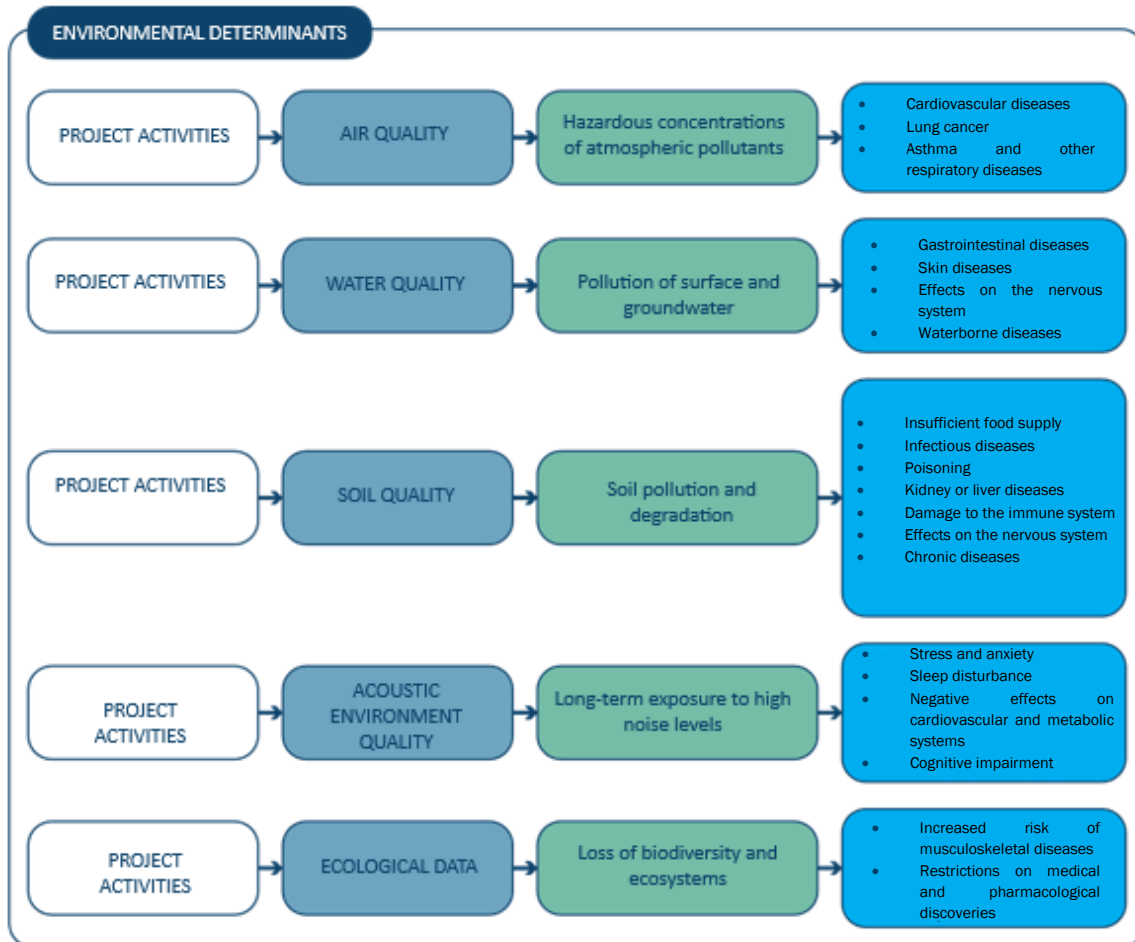 ENVIRONMENTAL DETERMINANTS
PROJECT ACTIVITIES
AIR QUALITY
Hazardous concentrations
of atmospheric pollutants
• Cardiovascular diseases
• Lung cancer
• Asthma and other
respiratory diseases
PROJECT ACTIVITIES
WATER QUALITY
Pollution of surface and
groundwater
• Gastrointestinal diseases
• Skin diseases
• Effects on the nervous
system
• Waterborne diseases
PROJECT ACTIVITIES
SOIL QUALITY
Soil pollution and
degradation
• Insufficient food supply
• Infectious diseases
• Poisoning
• Kidney or liver diseases
• Damage to the immune system
• Effects on the nervous system
• Chronic diseases
PROJECT
ACTIVITIES
ACOUSTIC
ENVIRONMENT
QUALITY
Long-term exposure to high
noise levels
• Stress and anxiety
• Sleep disturbance
• Negative effects on
cardiovascular and metabolic
systems
• Cognitive impairment
PROJECT
ACTIVITIES
ECOLOGICAL DATA
Loss of biodiversity and
ecosystems
• Increased risk of
musculoskeletal diseases
• Restrictions on medical
and pharmacological
discoveries